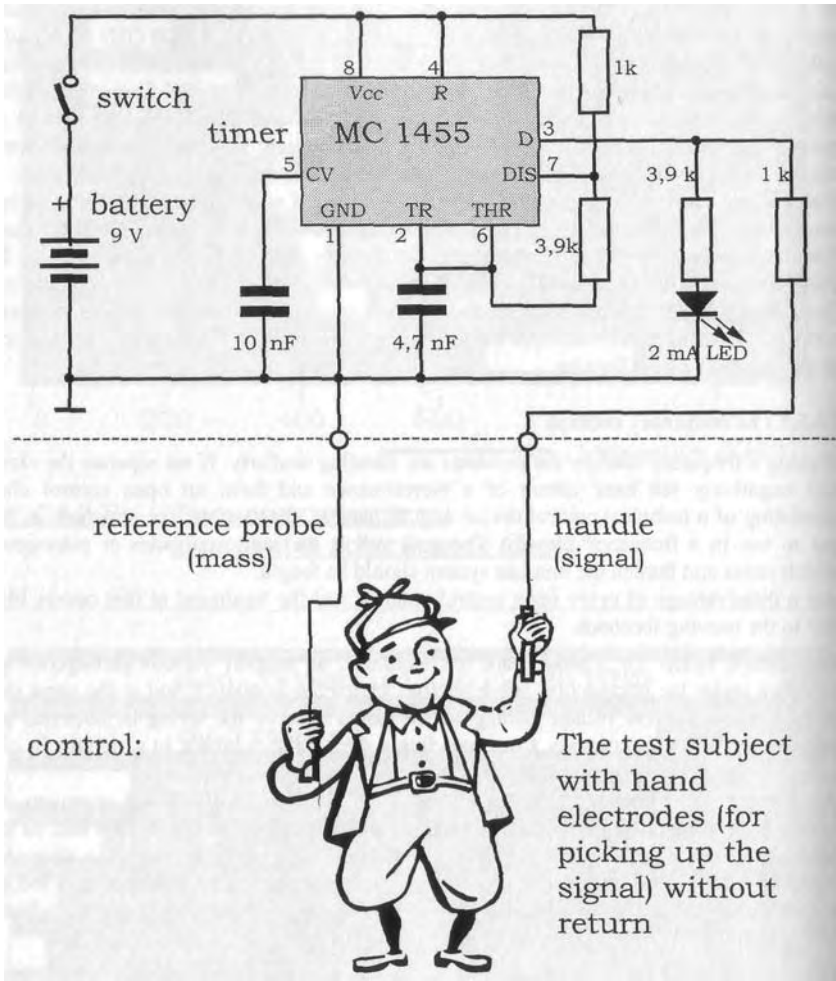 8
4
1k
switch
Vcc
R
timer
MC 1455
D
3
5
CV
DIS
7
3,9 k
1 k
+
battery
9 V
GND
TR
THR
1
2
6
3,9k
10 nF
4,7 nF
2 mA LED
reference probe
(mass)
handle
(signal)
control:
The test subject
with hand
electrodes (for
picking up the
signal) without
return